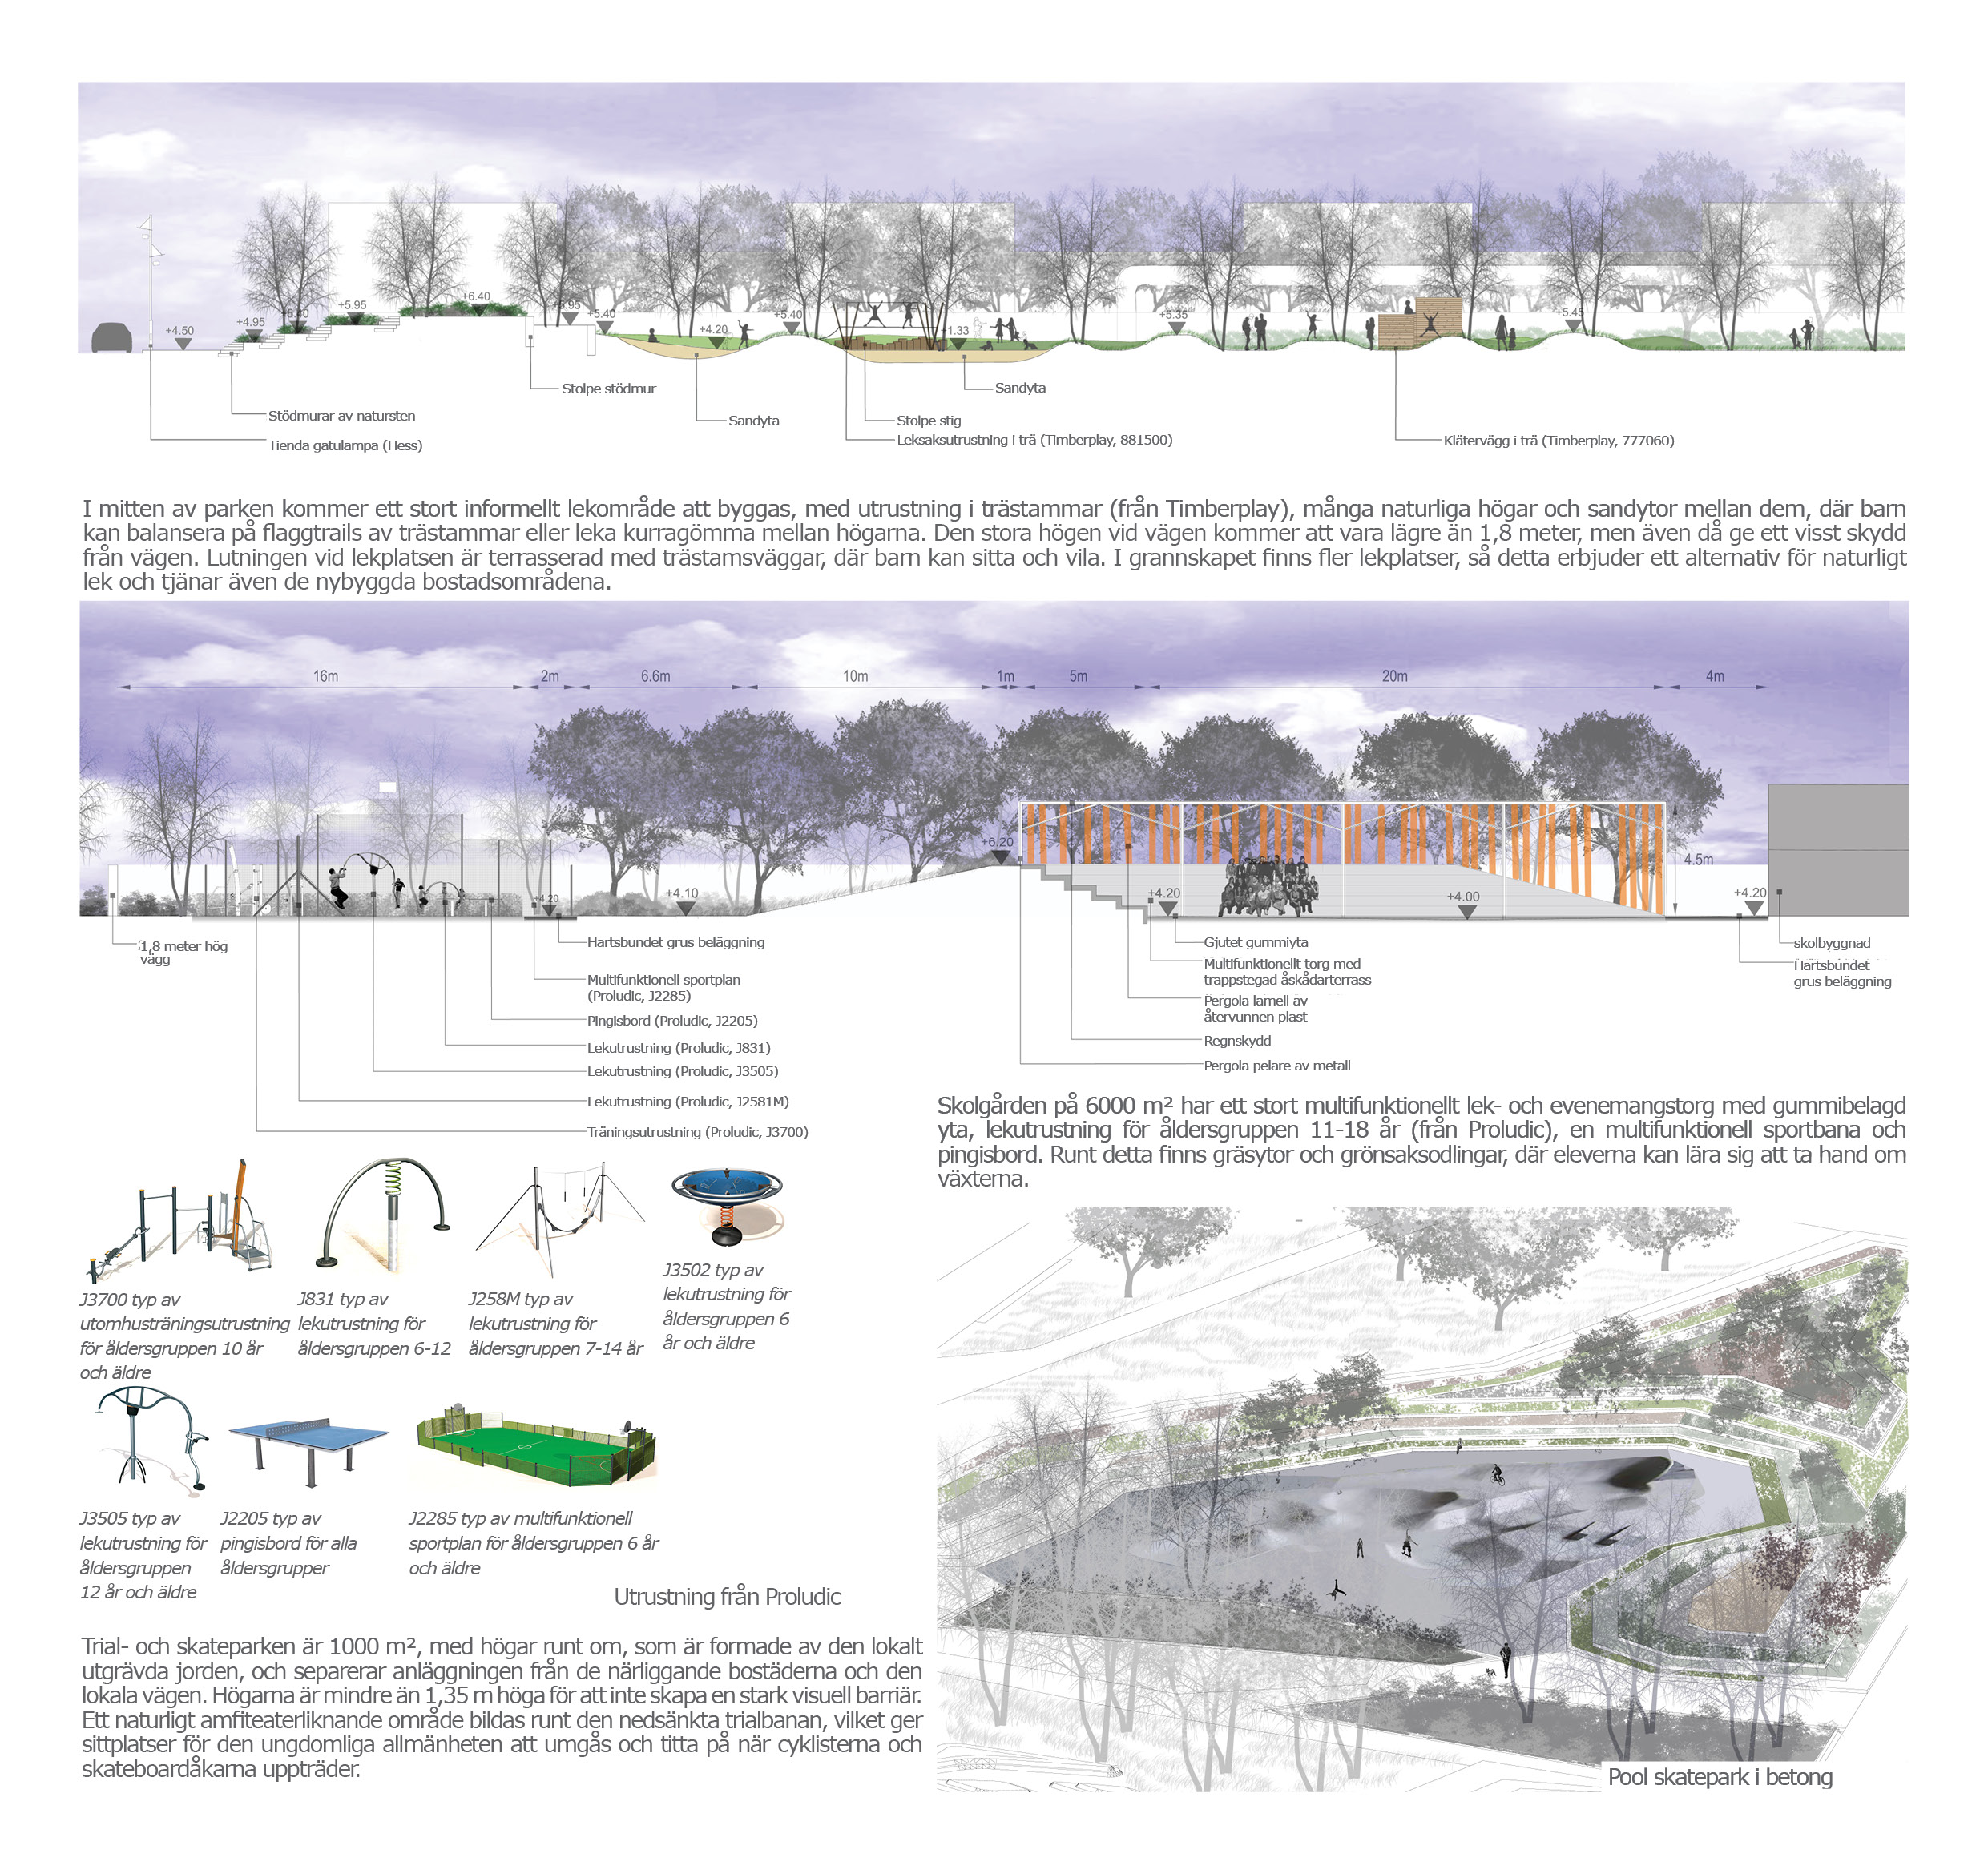 +4.50
+4.95
+5.40
+5.95
+6.40
+5.95
+5.40
+4.20
+5.40
+1.33
+5.35
+5.45
Stolpe stödmur
Sandyta
Stödmurar av natursten
Sandyta
Stolpe stig
Tienda gatulampa (Hess)
Leksaksutrustning i trä (Timberplay, 881500)
Klätervägg i trä (Timberplay, 777060)
I mitten av parken kommer ett stort informellt lekområde att byggas, med utrustning i trästammar (från Timberplay), många naturliga högar och sandytor mellan dem, där barn
kan balansera på flaggtrails av trästammar eller leka kurragömma mellan högarna. Den stora högen vid vägen kommer att vara lägre än 1,8 meter, men även då ge ett visst skydd
från vägen. Lutningen vid lekplatsen är terrasserad med trästamsväggar, där barn kan sitta och vila. I grannskapet finns fler lekplatser, så detta erbjuder ett alternativ för naturligt
lek och tjänar även de nybyggda bostadsområdena.
16m
2m
6.6m
10m
1m
5m
20m
4m
+6.20
4.5m
+4.20
+4.10
+4.20
+4.00
+4.20
1,8 meter hög
vägg
Hartsbundet grus beläggning
Multifunktionell sportplan
(Proludic, J2285)
Pingisbord (Proludic, J2205)
Lekutrustning (Proludic, J831)
Lekutrustning (Proludic, J3505)
Lekutrustning (Proludic, J2581M)
Träningsutrustning (Proludic, J3700)
Gjutet gummiyta
Multifunktionellt torg med
trappstegad åskådarterrass
Pergola lamell av
återvunnen plast
Regnskydd
Pergola pelare av metall
skolbyggnad
Hartsbundet
grus beläggning
Skolgården på 6000 m² har ett stort multifunktionellt lek- och evenemangstorg med gummibelagd
yta, lekutrustning för åldersgruppen 11-18 år (från Proludic), en multifunktionell sportbana och
pingisbord. Runt detta finns gräsytor och grönsaksodlingar, där eleverna kan lära sig att ta hand om
växterna.
J3700 typ av
utomhusträningsutrustning
för åldersgruppen 10 år
och äldre
J831 typ av
lekutrustning för
åldersgruppen 6-12
J258M typ av
lekutrustning för
åldersgruppen 7-14 år
J3502 typ av
lekutrustning för
åldersgruppen 6
år och äldre
J3505 typ av
lekutrustning för
åldersgruppen
12 år och äldre
J2205 typ av
pingisbord för alla
åldersgrupper
J2285 typ av multifunktionell
sportplan för åldersgruppen 6 år
och äldre
Utrustning från Proludic
Trial- och skateparken är 1000 m², med högar runt om, som är formade av den lokalt
utgrävda jorden, och separerar anläggningen från de närliggande bostäderna och den
lokala vägen. Högarna är mindre än 1,35 m höga för att inte skapa en stark visuell barriär.
Ett naturligt amfiteaterliknande område bildas runt den nedsänkta trialbanan, vilket ger
sittplatser för den ungdomliga allmänheten att umgås och titta på när cyklisterna och
skateboardåkarna uppträder.
Pool skatepark i betong